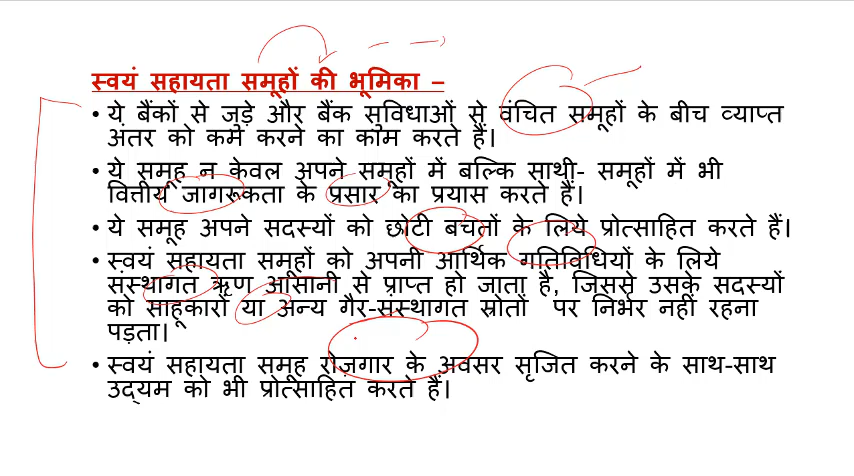 स्वयं सहायता समूहों की भूमिका –
• ये बैंकों से जुड़े और बैंक सुविधाओं से वंचित समूहों के बीच व्याप्त
अंतर को कम करने का काम करते हैं।
• ये समूह न केवल अपने समूहों में बल्कि साथी- समूहों में भी
वित्तीय जागरूकता के प्रसार का प्रयास करते हैं।
• ये समूह अपने सदस्यों को छोटी बचतों के लिये प्रोत्साहित करते हैं।
• स्वयं सहायता समूहों को अपनी आर्थिक गतिविधियों के लिये
संस्थागत ऋण आसानी से प्राप्त हो जाता है, जिससे उसके सदस्यों
को साहूकारों या अन्य गैर-संस्थागत स्रोतों पर निर्भर नहीं रहना
पड़ता।
• स्वयं सहायता समूह रोज़गार के अवसर सृजित करने के साथ-साथ
उद्यम को भी प्रोत्साहित करते हैं।